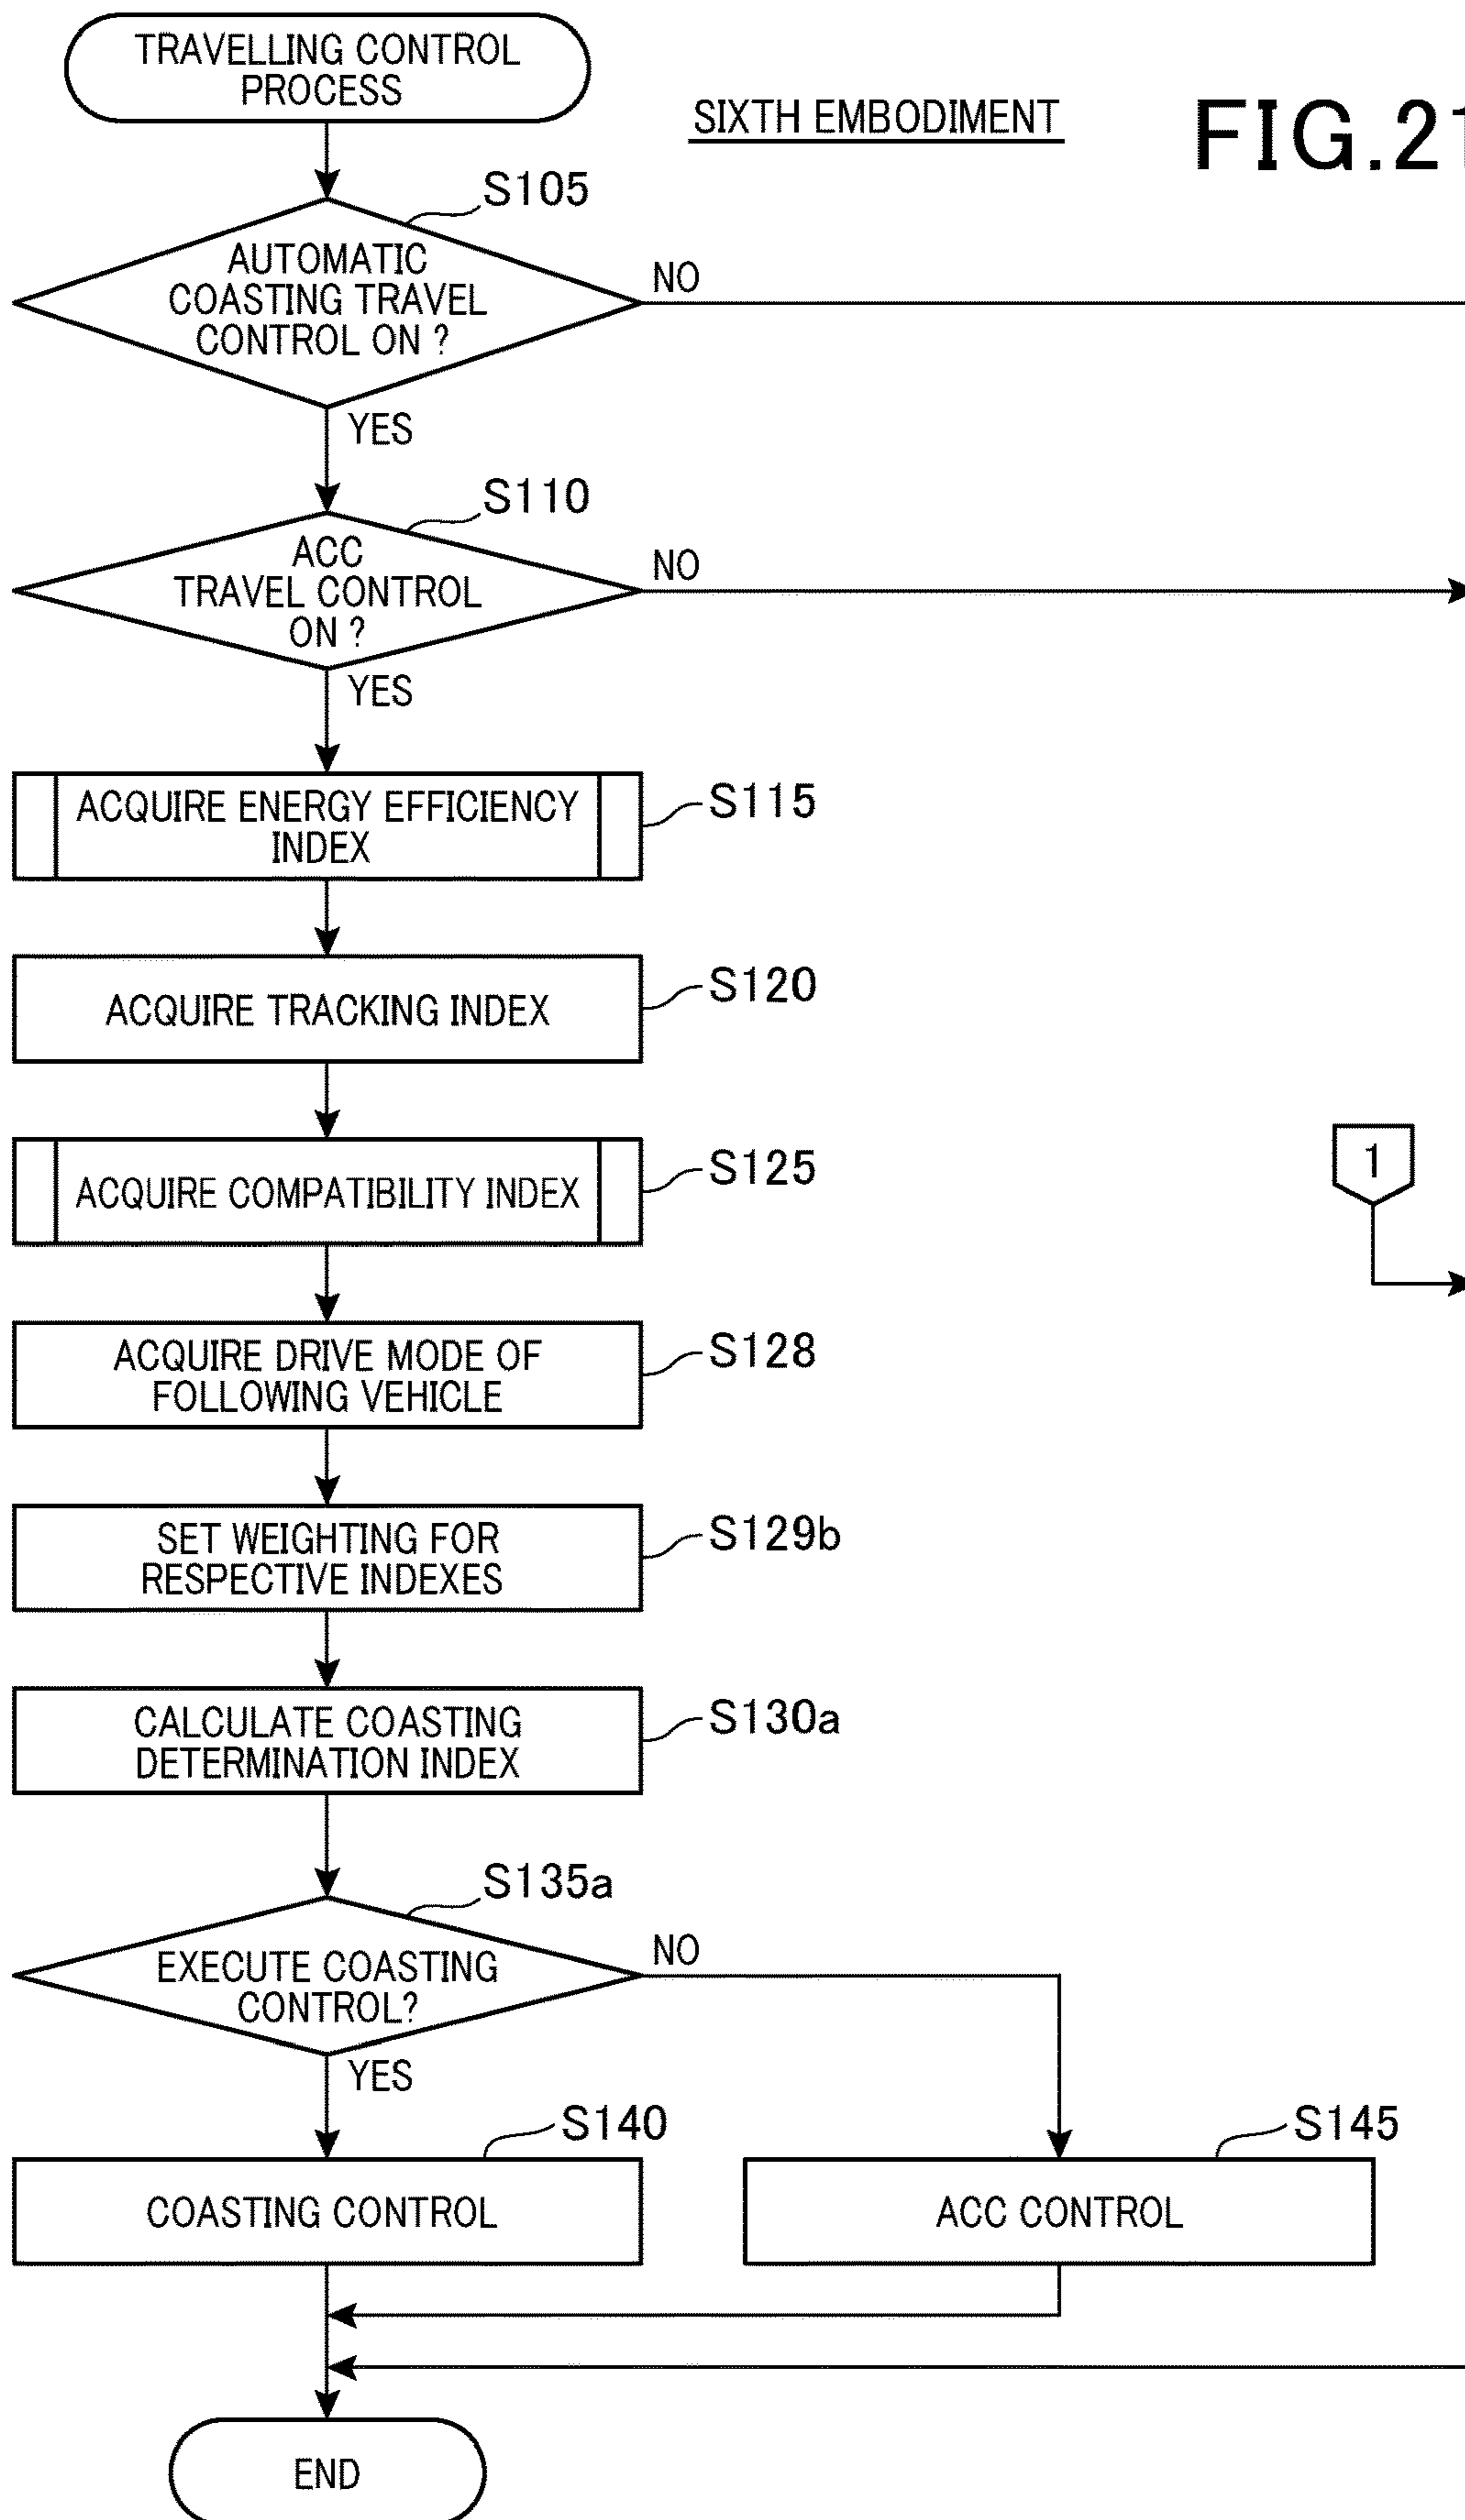 TRAVELLING CONTROL
PROCESS
SIXTH EMBODIMENT
FIG.21
S105
AUTOMATIC
COASTING TRAVEL
CONTROL ON ?
NO
YES
S110
ACC
TRAVEL CONTROL
ON ?
NO
YES
ACQUIRE ENERGY EFFICIENCY
INDEX
S115
ACQUIRE TRACKING INDEX
S120
ACQUIRE COMPATIBILITY INDEX
S125
1
ACQUIRE DRIVE MODE OF
FOLLOWING VEHICLE
S128
SET WEIGHTING FOR
RESPECTIVE INDEXES
S129b
CALCULATE COASTING
DETERMINATION INDEX
S130a
S135a
EXECUTE COASTING
CONTROL?
NO
YES
S140
COASTING CONTROL
S145
ACC CONTROL
END